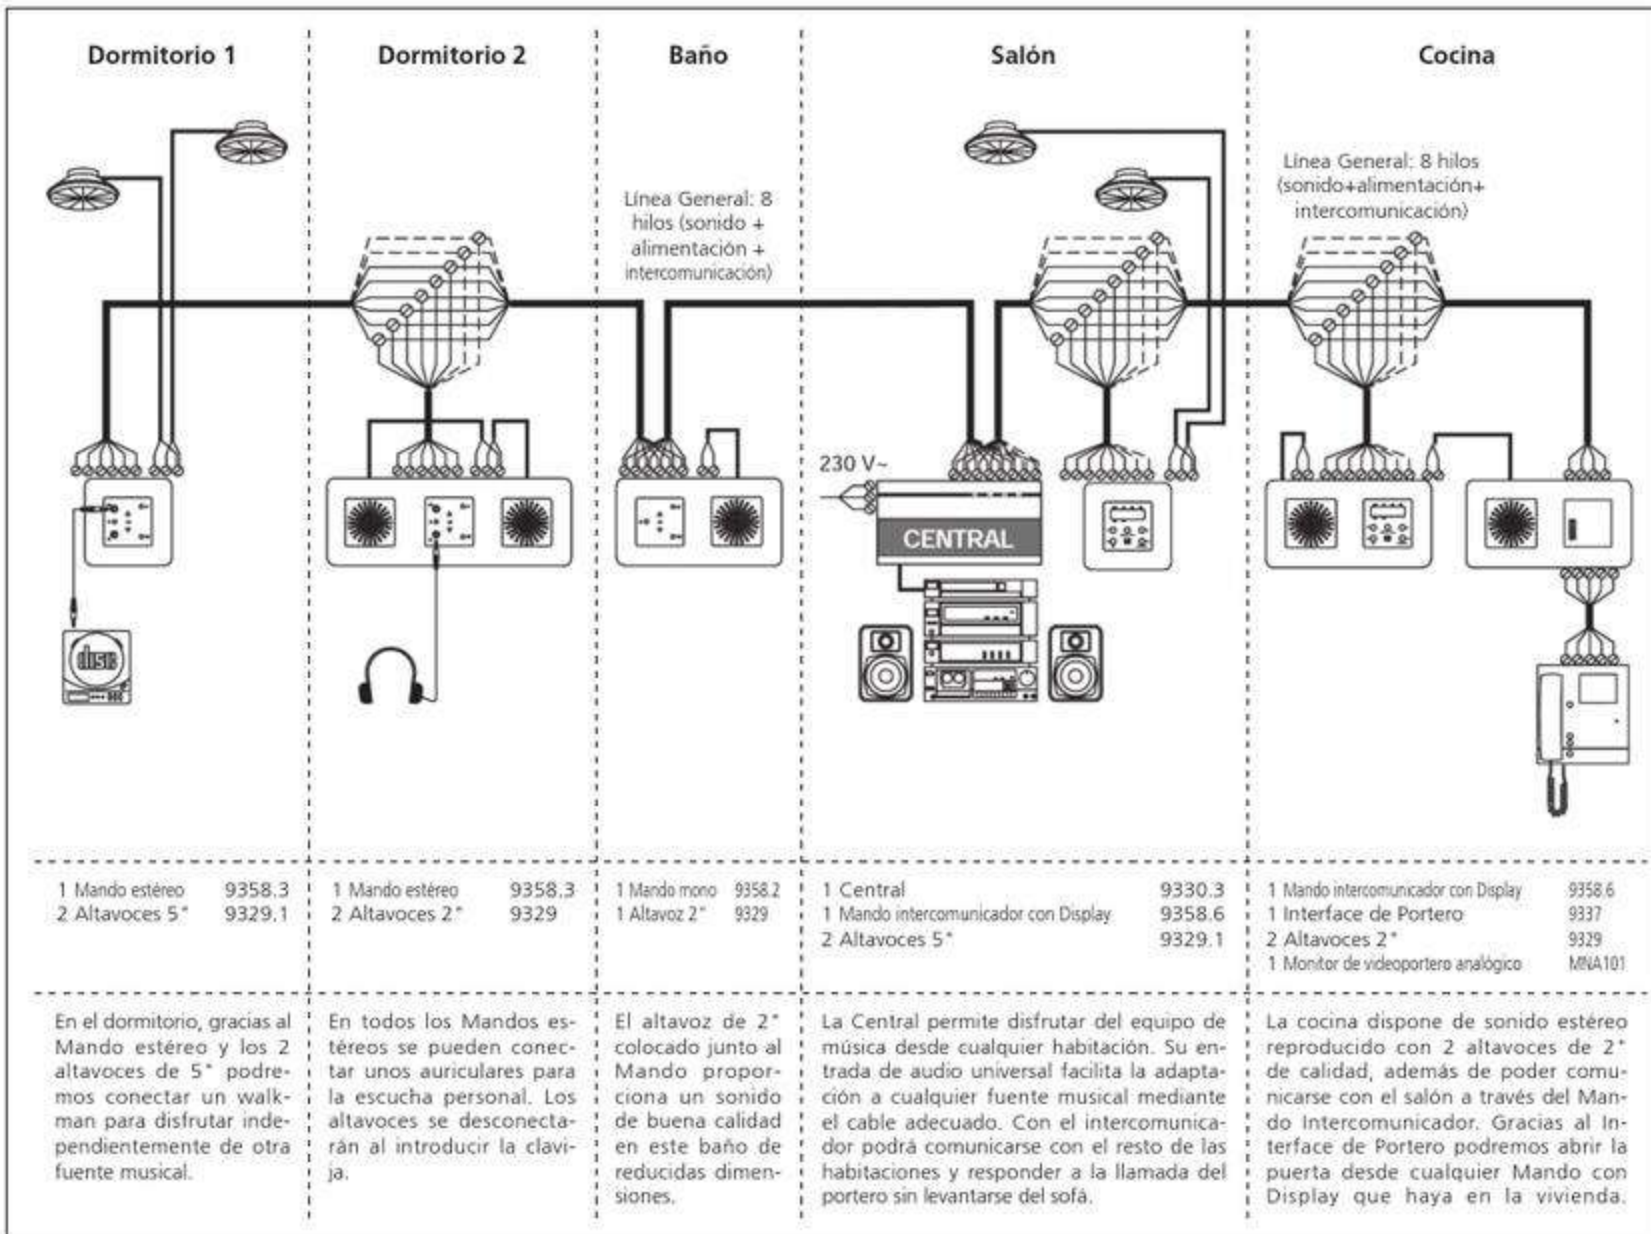 Dormitorio 1
Dormitorio 2
Baño
Salón
Cocina
Línea General: 8
hilos (sonido +
alimentación +
intercomunicación)
Línea General: 8 hilos
(sonido+alimentación+
intercomunicación)
230 V~
CENTRAL
disc
1 Mando estéreo 9358.3
2 Altavoces 5" 9329.1
1 Mando estéreo 9358.3
2 Altavoces 2" 9329
1 Mando mono 9358.2
1 Altavoz 2" 9329
1 Central 9330.3
1 Mando intercomunicador con Display 9358.6
2 Altavoces 5" 9329.1
1 Mando intercomunicador con Display 9358.6
1 Interface de Portero 9337
2 Altavoces 2" 9329
1 Monitor de videoportero analógico MNA101
En el dormitorio, gracias al
Mando estéreo y los 2
altavoces de 5" podre-
mos conectar un walk-
man para disfrutar inde-
pendientemente de otra
fuente musical.
En todos los Mandos es-
téreos se pueden conec-
tar unos auriculares para
la escucha personal. Los
altavoces se desconecta-
rán al introducir la clavi-
ja.
El altavoz de 2"
colocado junto al
Mando propor-
ciona un sonido
de buena calidad
en este baño de
reducidas dimen-
siones.
La Central permite disfrutar del equipo de
música desde cualquier habitación. Su en-
trada de audio universal facilita la adapta-
ción a cualquier fuente musical mediante
el cable adecuado. Con el intercomunica-
dor podrá comunicarse con el resto de las
habitaciones y responder a la llamada del
portero sin levantarse del sofá.
La cocina dispone de sonido estéreo
reproducido con 2 altavoces de 2"
de calidad, además de poder comu-
nicarse con el salón a través del Man-
do Intercomunicador. Gracias al In-
terface de Portero podremos abrir la
puerta desde cualquier Mando con
Display que haya en la vivienda.